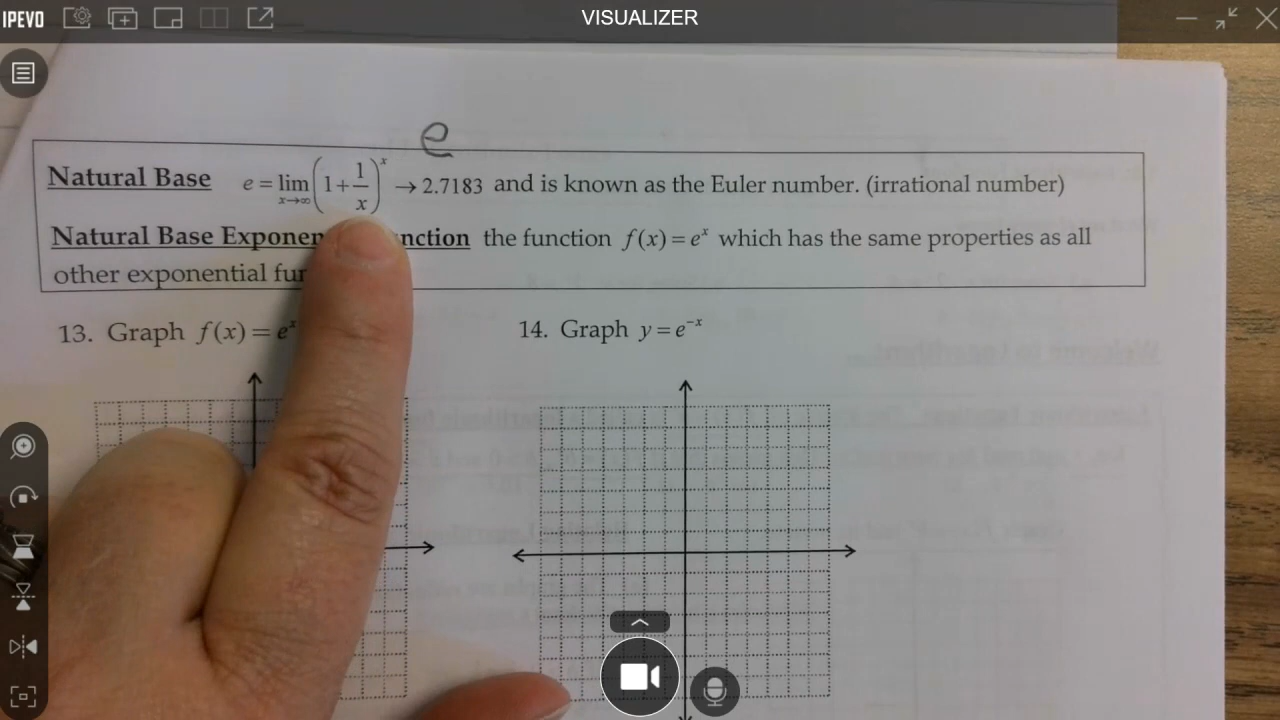 IPEVO
VISUALIZER
e
Natural Base e = lim x→∞ (1 + 1/x)^x → 2.7183 and is known as the Euler number. (irrational number)
Natural Base Exponen nction the function f(x) = e^x which has the same properties as all
other exponential fu
13. Graph f(x) = e^x
14. Graph y = e^-x